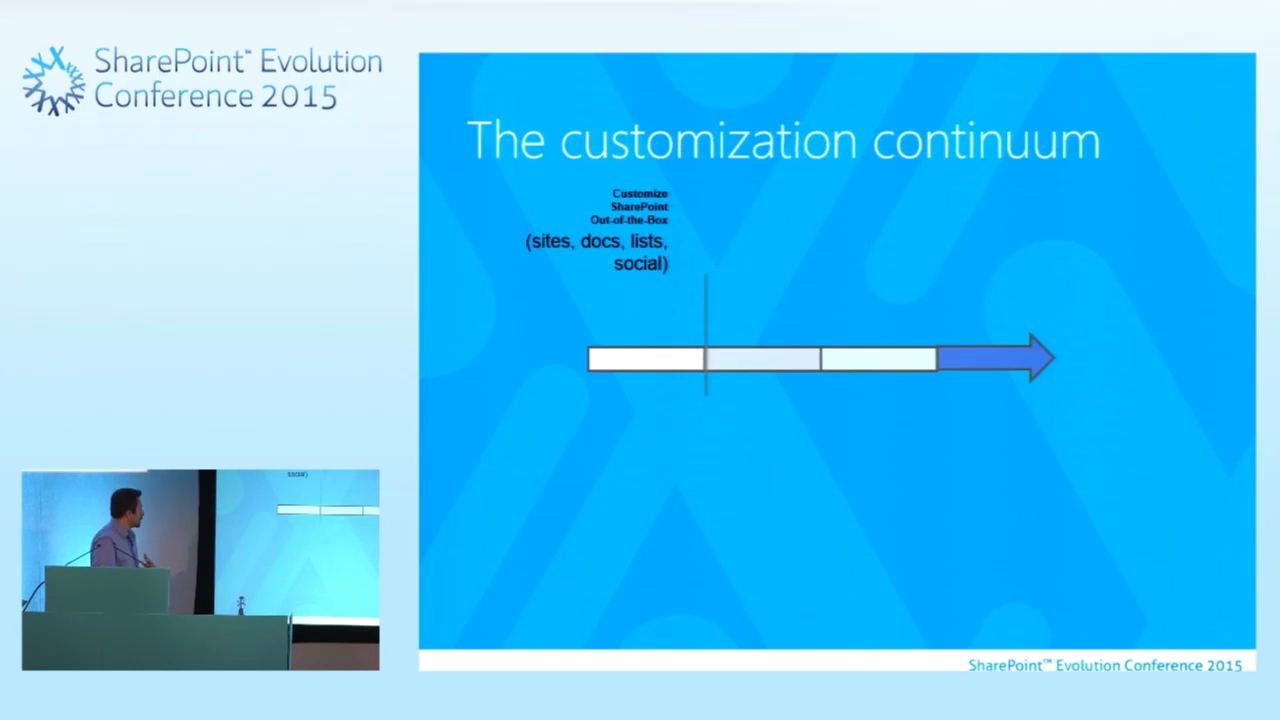 SharePoint™ Evolution
Conference 2015
The customization continuum
Customize
SharePoint
Out-of-the-Box
(sites, docs, lists,
social)
social)
SharePoint™ Evolution Conference 2015